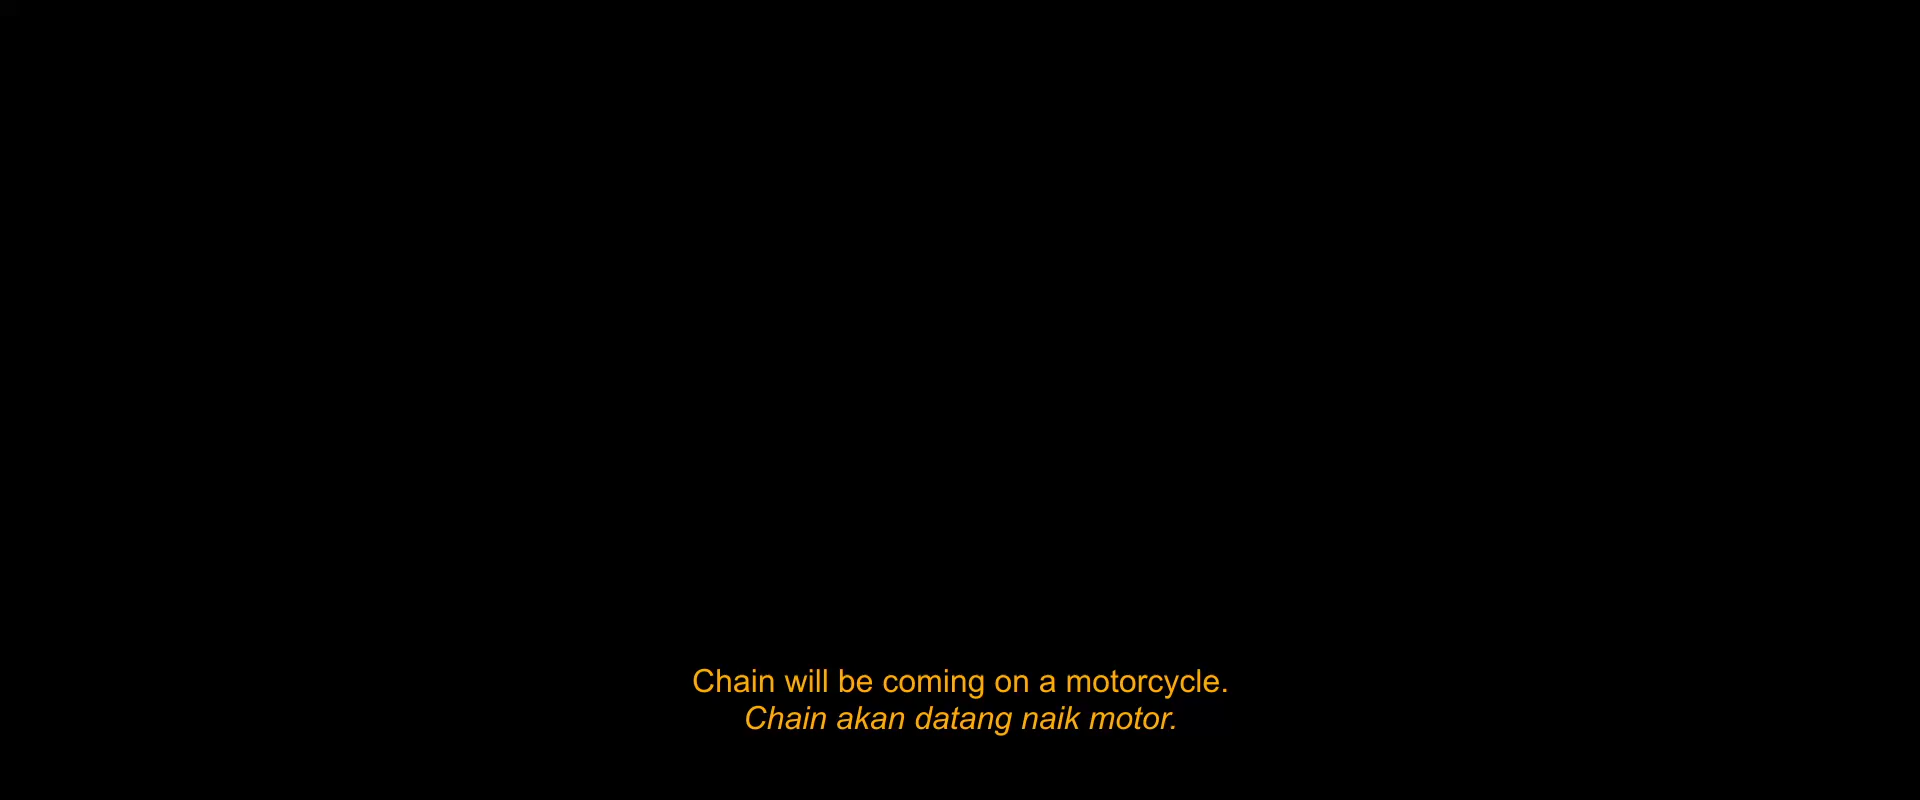 Chain will be coming on a motorcycle.
Chain akan datang naik motor.